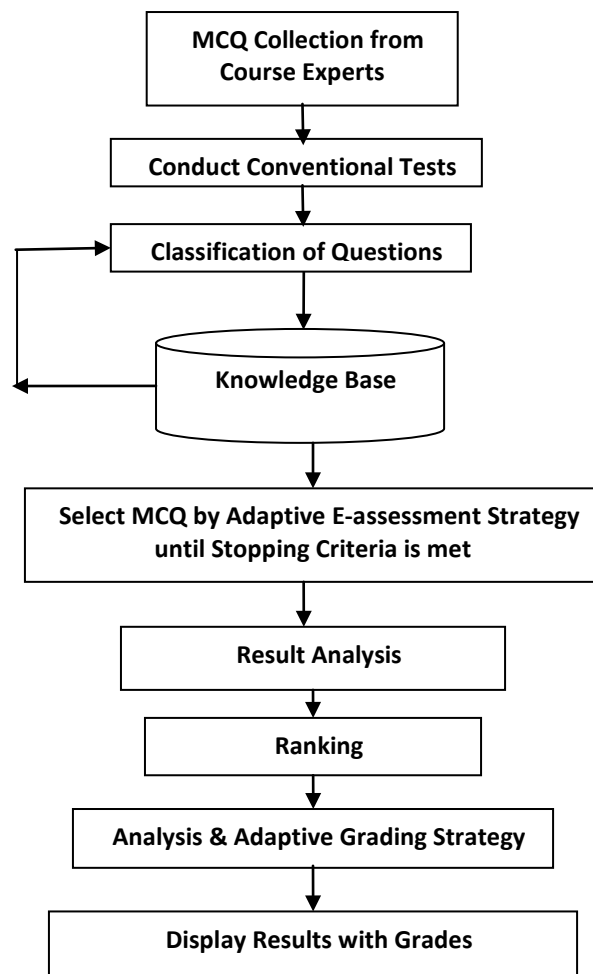 MCQ Collection from
Course Experts
Conduct Conventional Tests
Classification of Questions
Knowledge Base
Select MCQ by Adaptive E-assessment Strategy
until Stopping Criteria is met
Result Analysis
Ranking
Analysis & Adaptive Grading Strategy
Display Results with Grades